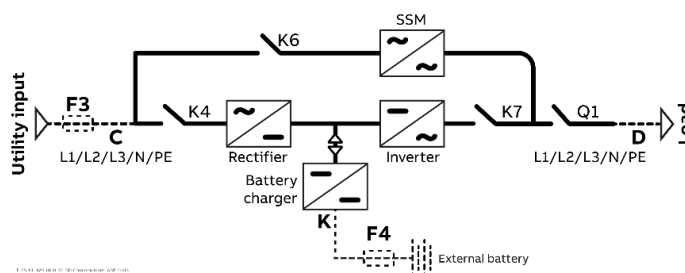 SSM
K6
Utility input
F3
C
L1/L2/L3/N/PE
K4
Rectifier
Inverter
K7
Q1
D
L1/L2/L3/N/PE
Battery
charger
K
F4
External battery